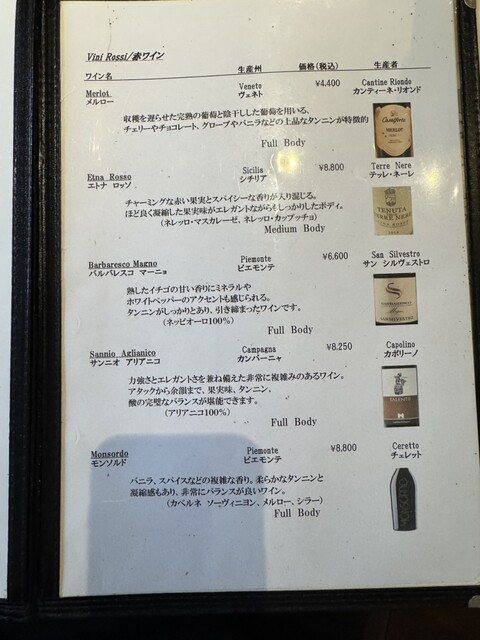 Vini Rossi/赤ワイン
ワイン名 生産州 価格(税込) 生産者
Merlot Veneto ¥4,400 Cantine Riondo
メルロー ヴェネト カンティーネ・リオンド
収穫を遅らせた完熟の葡萄と陰干しした葡萄を用いる、
チェリーやチョコレート、グローブやバニラなどの上品なタンニンが特徴的
Full Body
MERLOT
Etna Rosso Sicilia ¥8,800 Terre Nere
エトナ ロッソ シチリア テッレ・ネーレ
チャーミングな赤い果実とスパイシーな香りが入り混じる。
ほど良く凝縮した果実味がエレガントながらもしっかりしたボディ。
(ネレッロ・マスカレーゼ、ネレッロ・カップッチョ)
Medium Body
TENUTA
TERRE NERE
Barbaresco Magno Piemonte ¥6,600 San Silvestro
バルバレスコ マーニョ ピエモンテ サン シルヴェストロ
熟したイチゴの甘い香りにミネラルや
ホワイトペッパーのアクセントも感じられる。
タンニンがしっかりとあり、引き締まったワインです。
(ネッビオーロ100%)
Full Body
Sannio Aglianico Campagna ¥8,250 Capolino
サンニオ アリアニコ カンパーニャ カポリーノ
力強さとエレガントさを兼ね備えた非常に複雑みのあるワイン。
アタックから余韻まで、果実味、タンニン、
酸の完璧なバランスが堪能できます。
(アリアニコ100%)
Full Body
Monsordo Piemonte ¥8,800 Ceretto
モンソルド ピエモンテ チェレット
バニラ、スパイスなどの複雑な香り。柔らかなタンニンと
凝縮感もあり、非常にバランスが良いワイン。
(カベルネ ソーヴィニヨン、メルロー、シラー)
Full Body